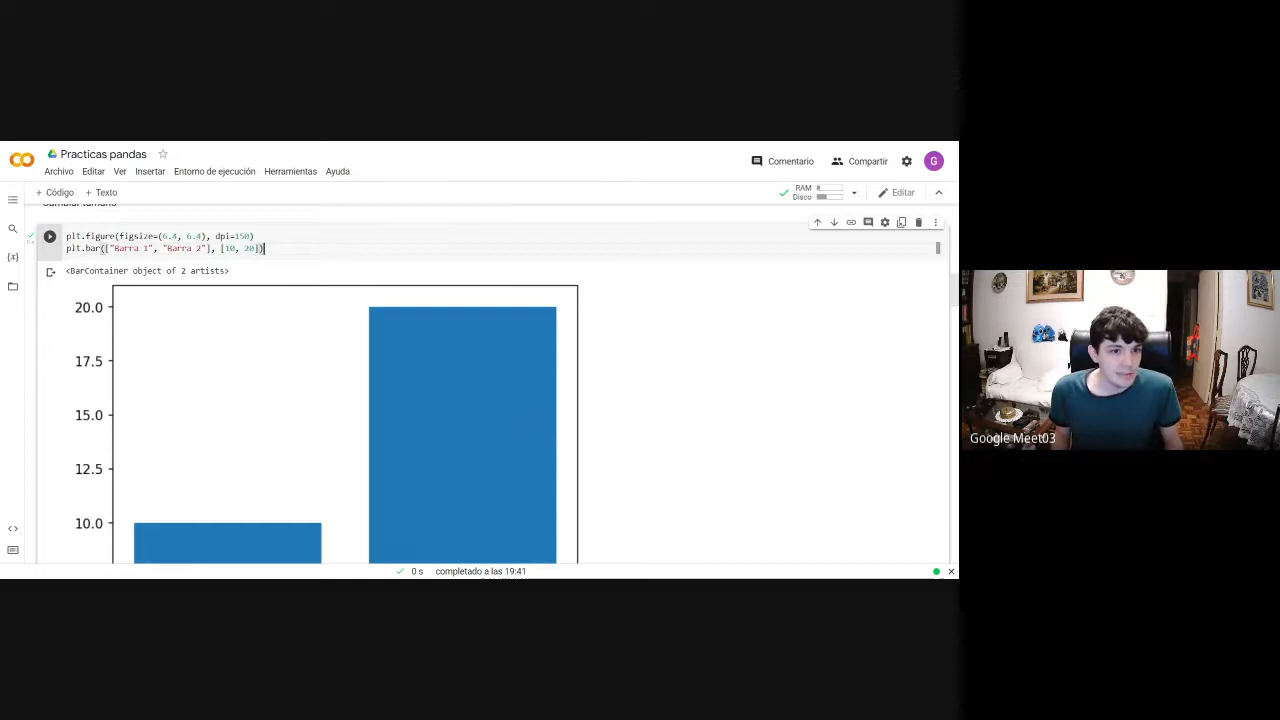 Practicas pandas
Archivo Editar Ver Insertar Entorno de ejecución Herramientas Ayuda
Comentario Compartir G
+ Código + Texto
RAM
Disco
Editar
Cambiar tamaño
plt.figure(figsize=(6.4, 6.4), dpi=150)
plt.bar(["Barra 1", "Barra 2"], [10, 20])
<BarContainer object of 2 artists>
20.0
17.5
15.0
12.5
10.0
0 s completado a las 19:41
Google Meet03